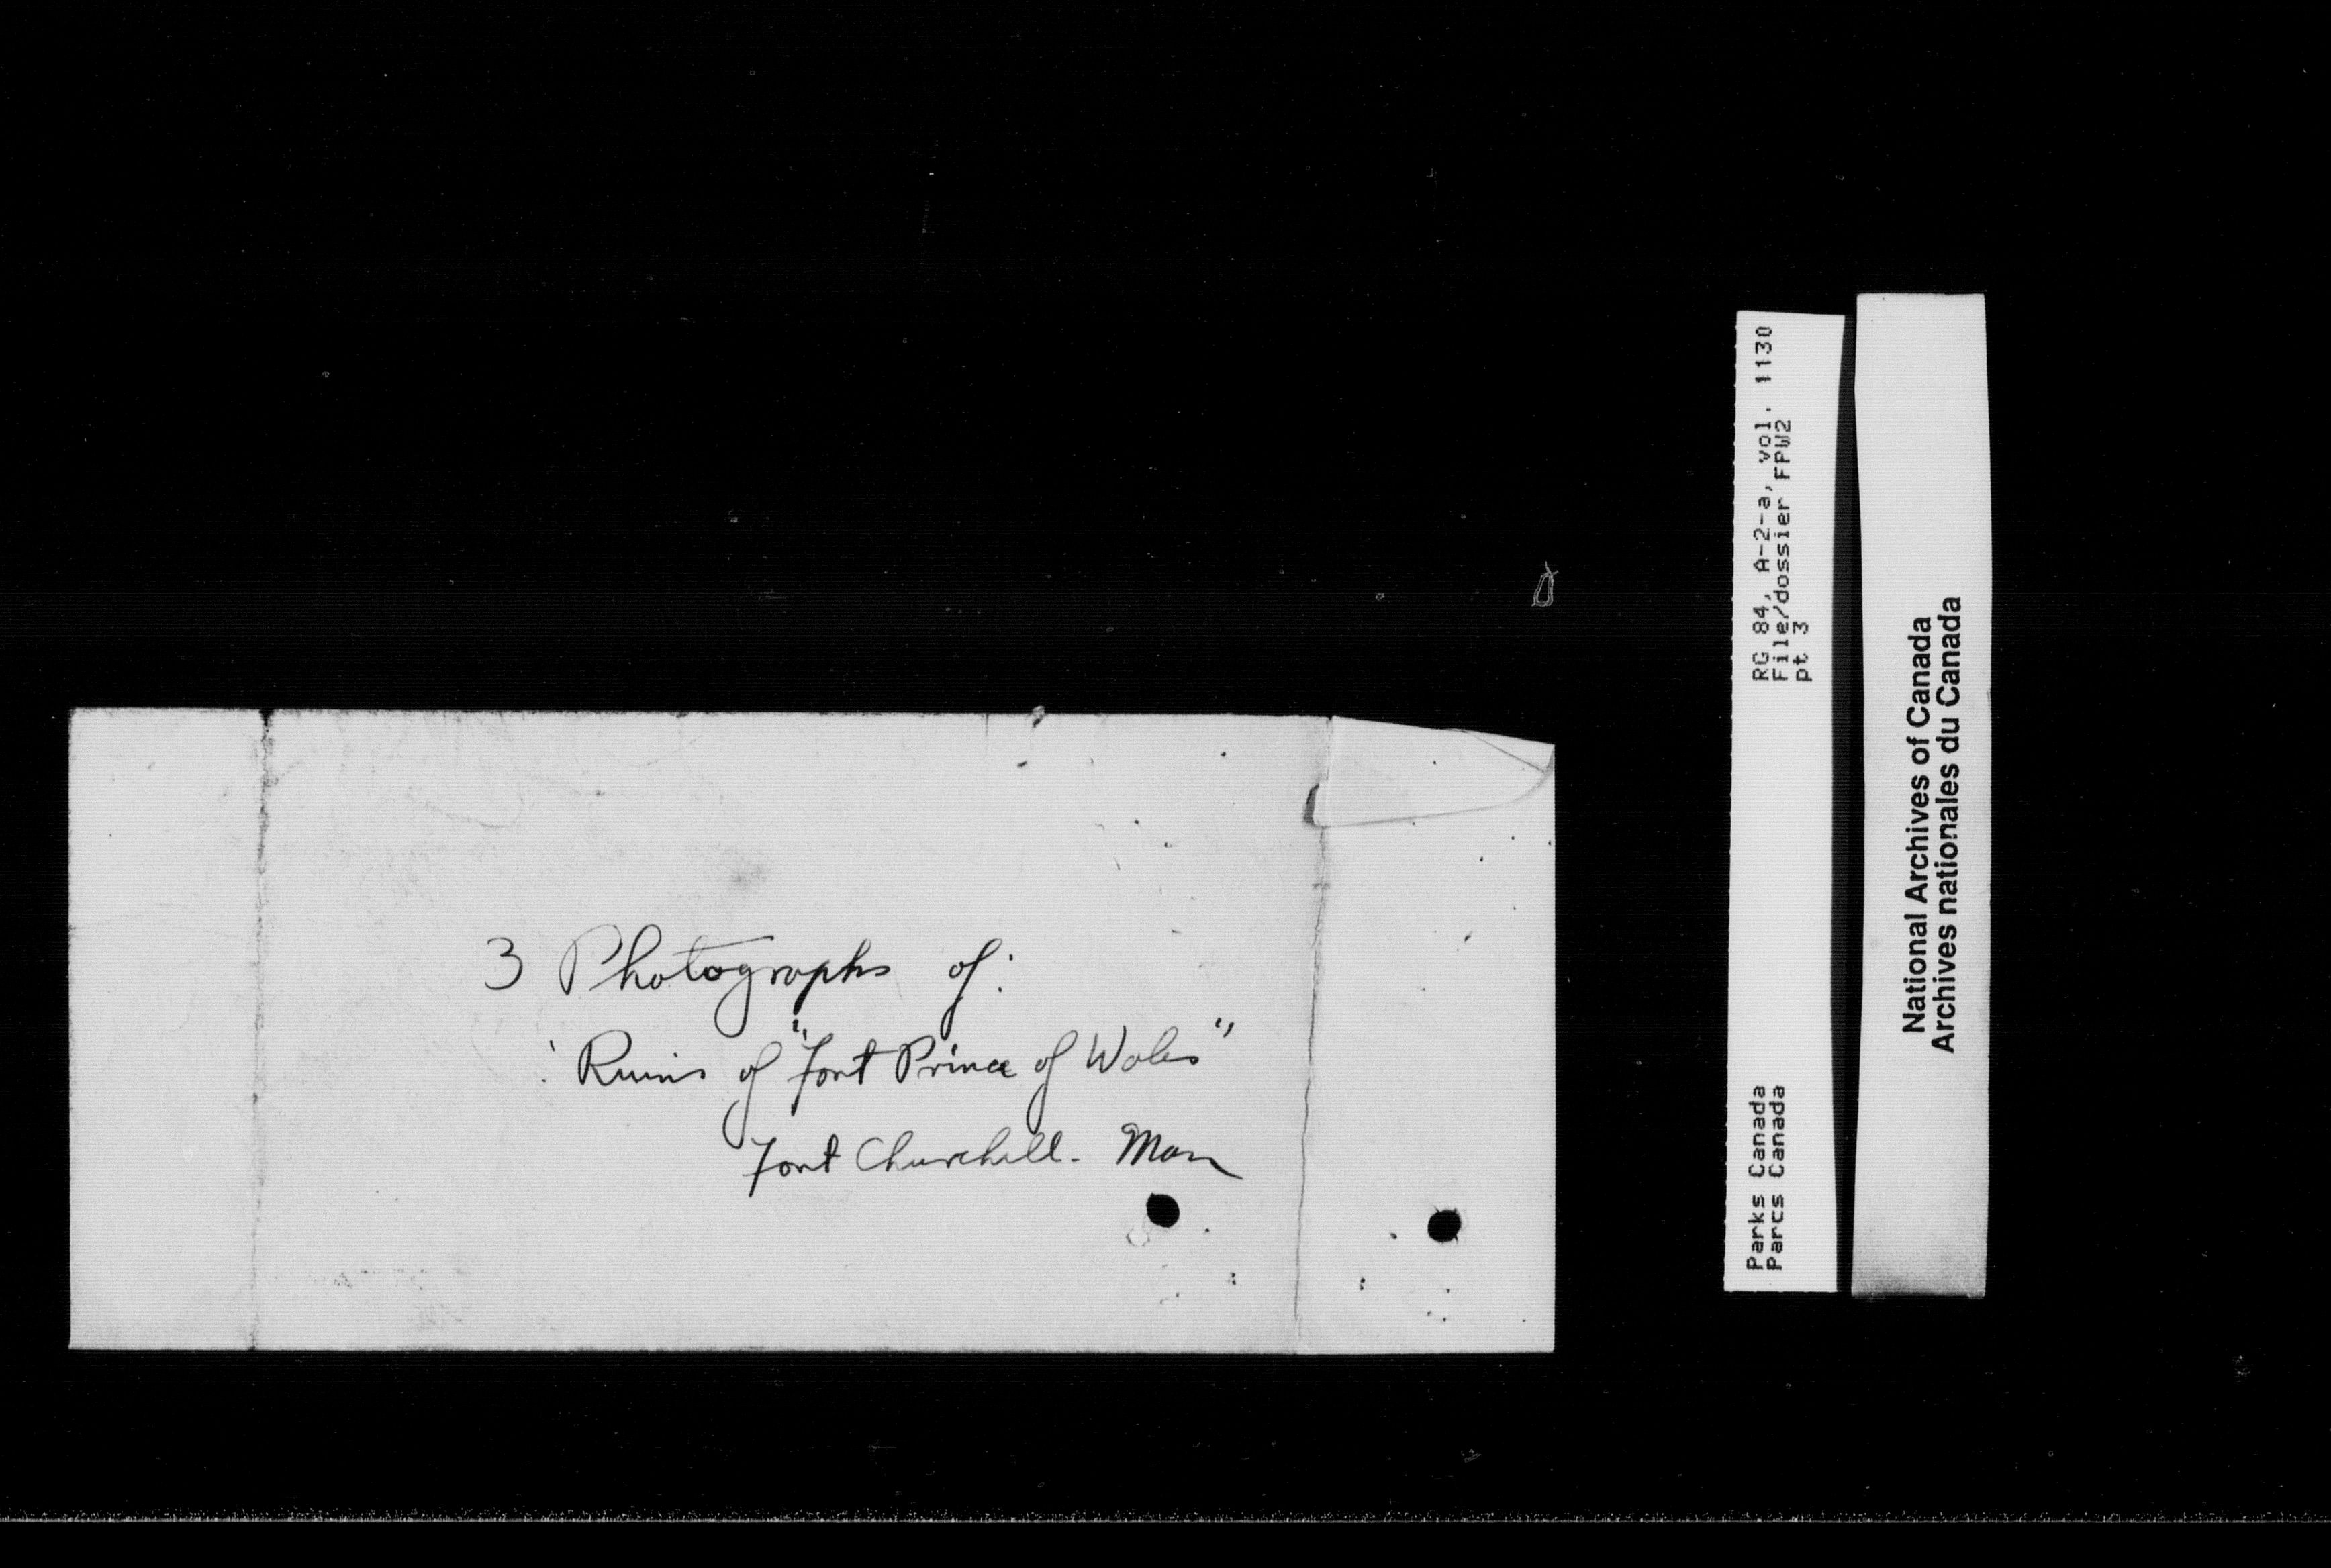 3 Photographs of:
Ruins of "Fort Prince of Wales"
Fort Churchill. Man
RG 84, A-2-a, vol. 1130
File/dossier FPW2
pt 3
Parks Canada
Parcs Canada
National Archives of Canada
Archives nationales du Canada